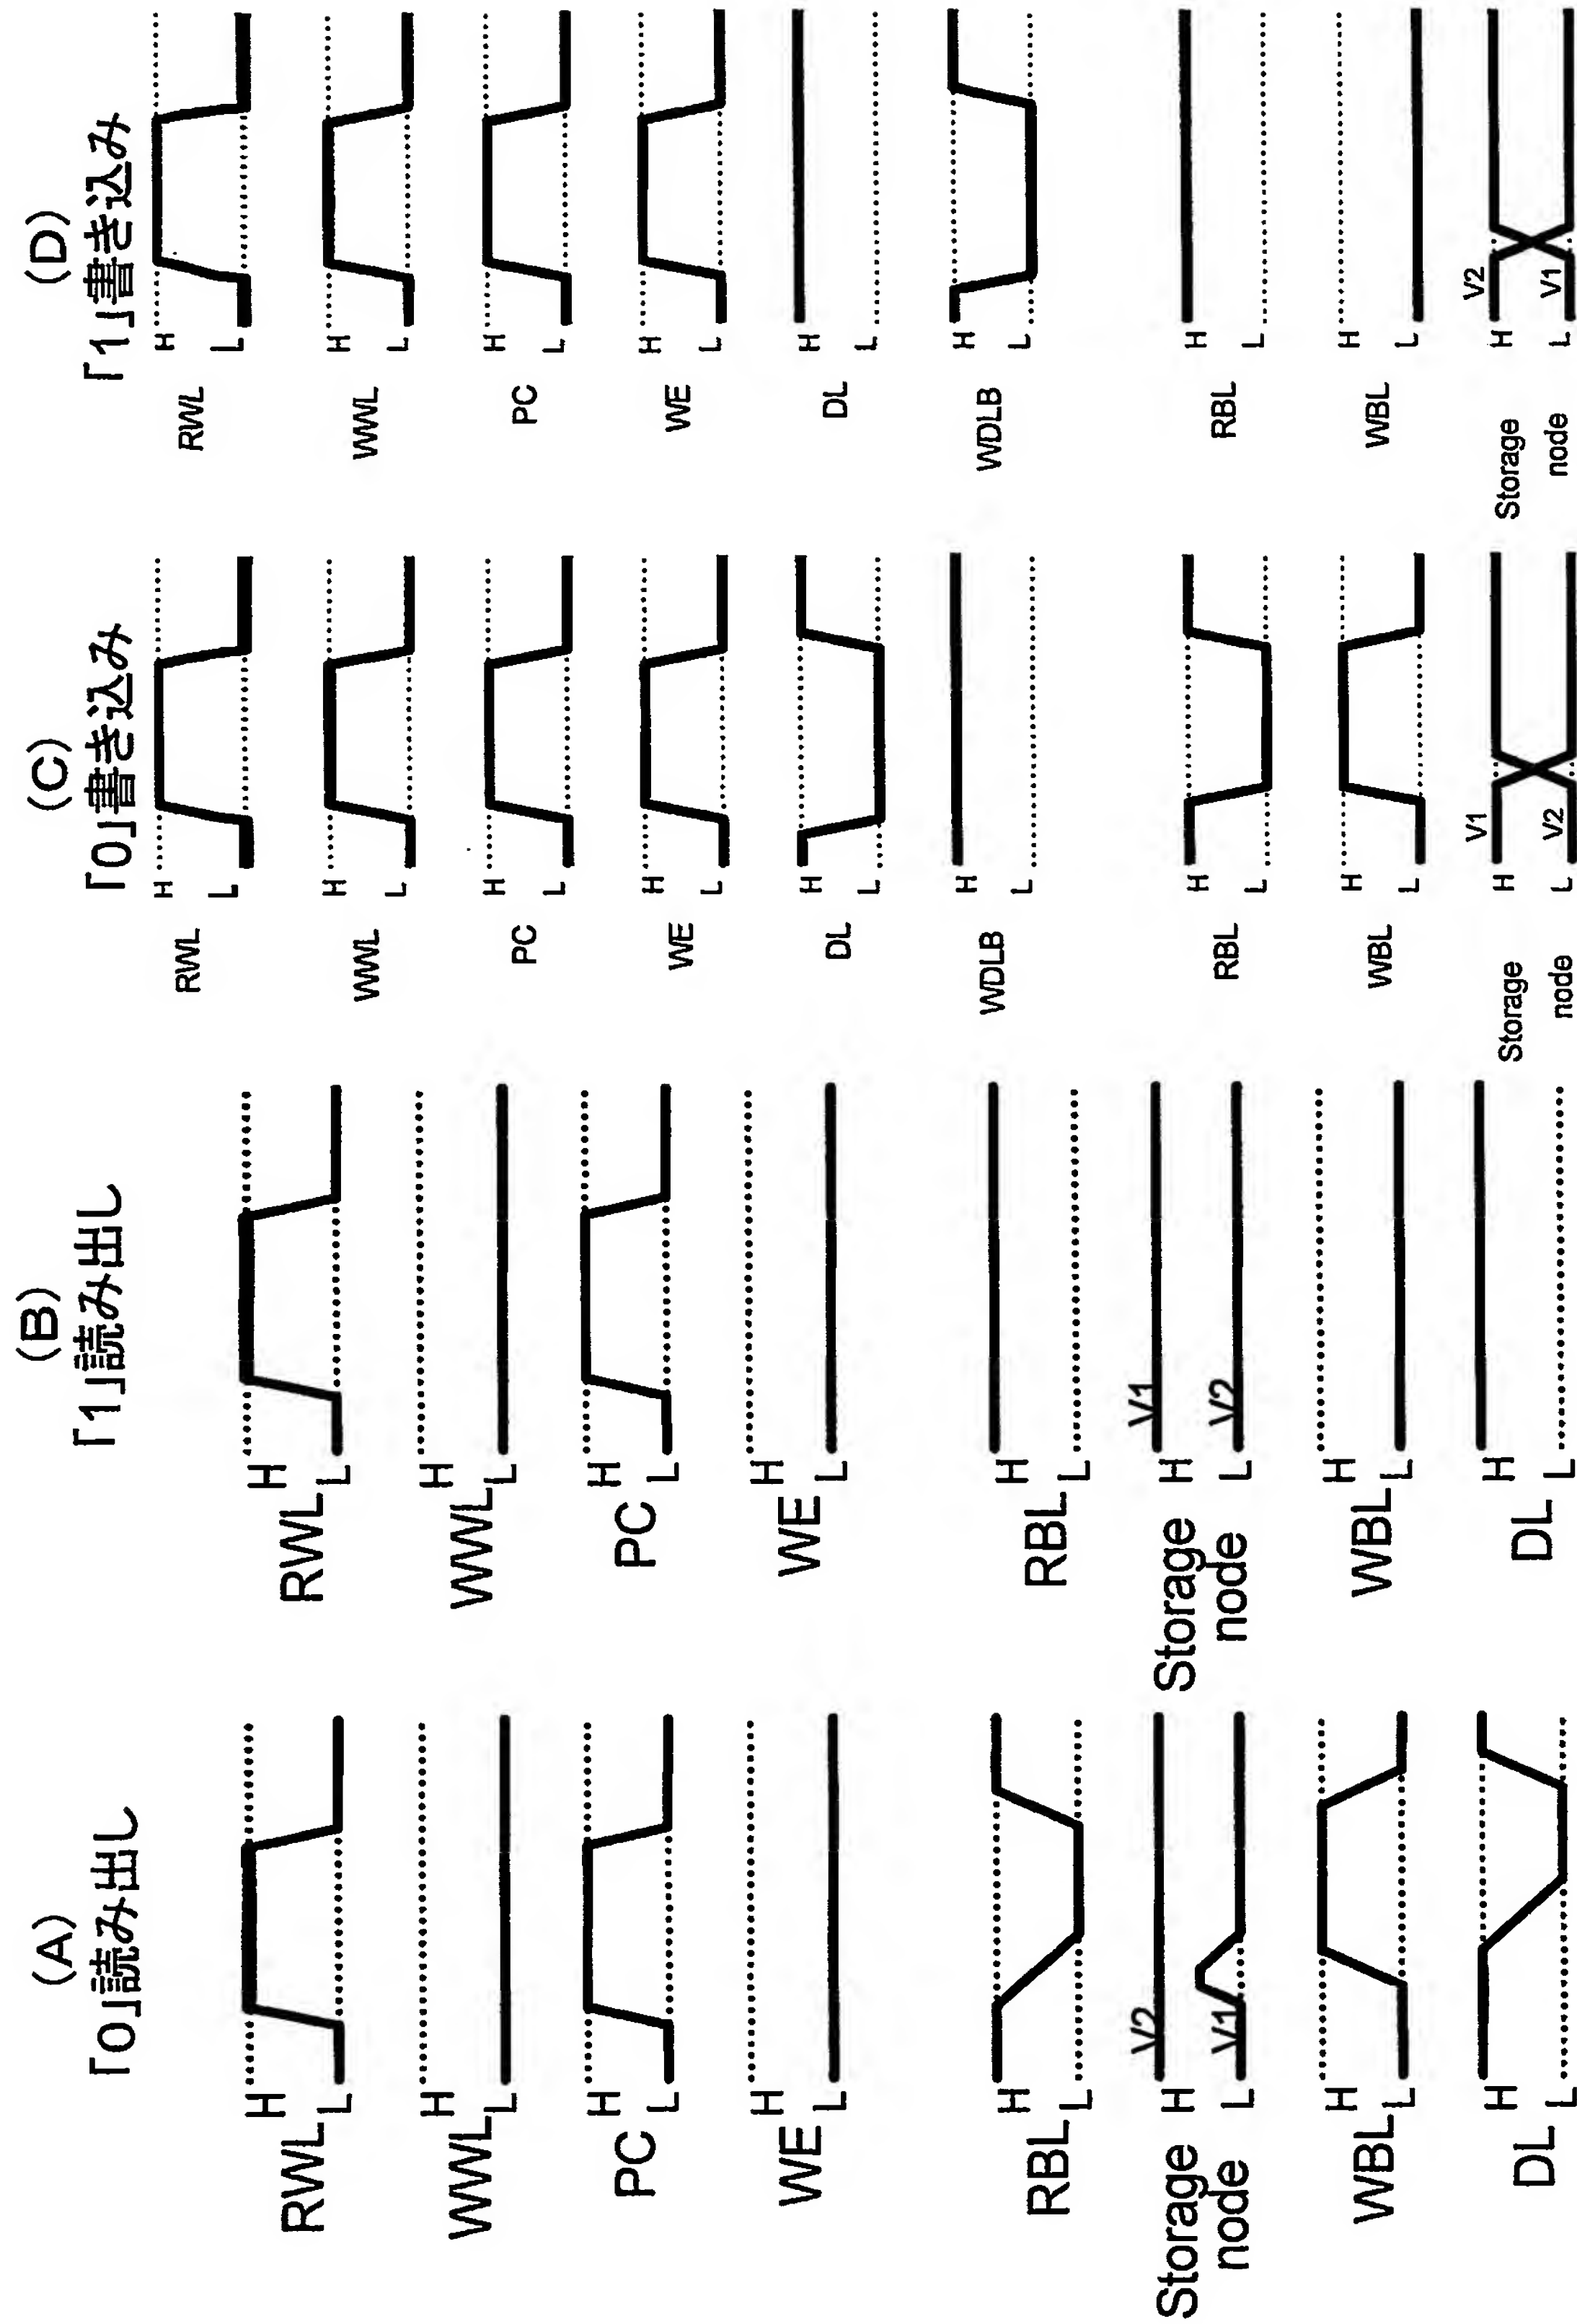 (A)
「0」読み出し
H
RWL L
H
WWL L
H
PC L
H
WE L
H
RBL L
V2
Storage H
V1
node L
H
WBL L
H
DL L
(B)
「1」読み出し
H
RWL L
H
WWL L
H
PC L
H
WE L
H
RBL L
V1
Storage H
V2
node L
H
WBL L
H
DL L
(C)
「0」書き込み
H
RWL L
H
WWL L
H
PC L
H
WE L
H
DL L
H
WDLB L
H
RBL L
H
WBL L
V1
Storage H
V2
node L
(D)
「1」書き込み
H
RWL L
H
WWL L
H
PC L
H
WE L
H
DL L
H
WDLB L
H
RBL L
H
WBL L
V2
Storage H
V1
node L